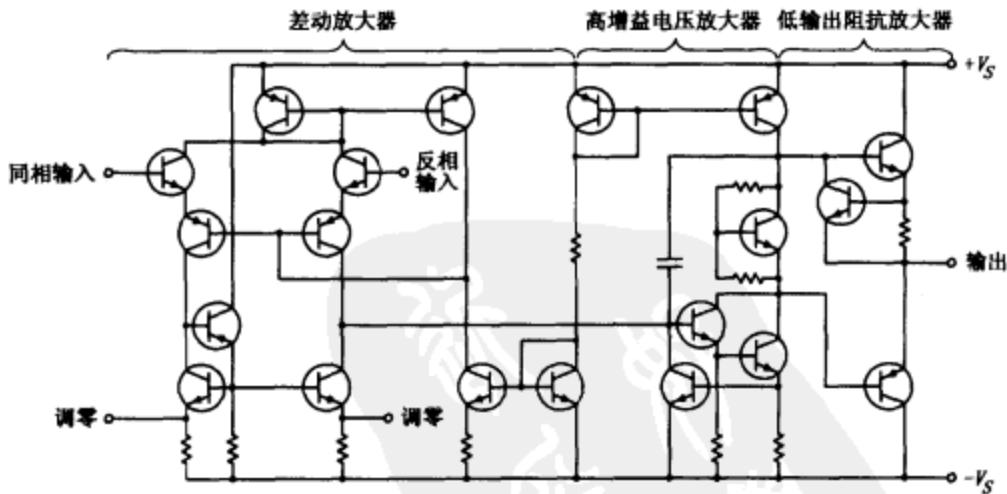 差动放大器
高增益电压放大器
低输出阻抗放大器
+V_S
同相输入
反相
输入
输出
调零
调零
-V_S